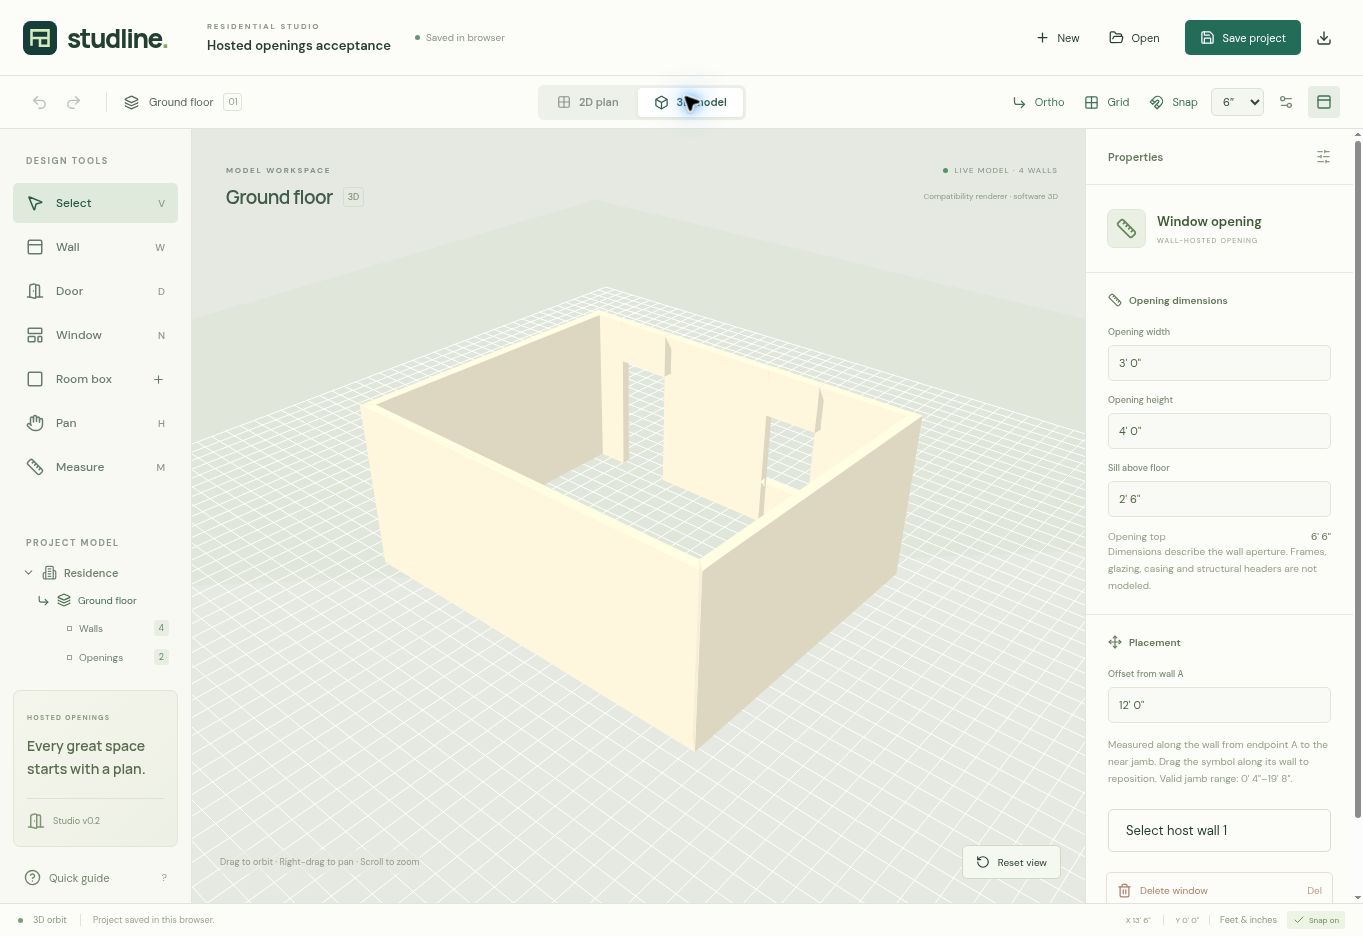 studline.
RESIDENTIAL STUDIO
Hosted openings acceptance
Saved in browser
New
Open
Save project
Ground floor 01
2D plan
3D model
Ortho
Grid
Snap
6"
DESIGN TOOLS
Select V
Wall W
Door D
Window N
Room box +
Pan H
Measure M
PROJECT MODEL
Residence
Ground floor
Walls 4
Openings 2
HOSTED OPENINGS
Every great space
starts with a plan.
Studio v0.2
Quick guide ?
MODEL WORKSPACE
Ground floor 3D
LIVE MODEL · 4 WALLS
Compatibility renderer · software 3D
Drag to orbit · Right-drag to pan · Scroll to zoom
Reset view
Properties
Window opening
WALL-HOSTED OPENING
Opening dimensions
Opening width
3' 0"
Opening height
4' 0"
Sill above floor
2' 6"
Opening top 6' 6"
Dimensions describe the wall aperture. Frames,
glazing, casing and structural headers are not
modeled.
Placement
Offset from wall A
12' 0"
Measured along the wall from endpoint A to the
near jamb. Drag the symbol along its wall to
reposition. Valid jamb range: 0' 4"–19' 8".
Select host wall 1
Delete window Del
3D orbit
Project saved in this browser.
X 13' 6"
Y 0' 0"
Feet & inches
Snap on